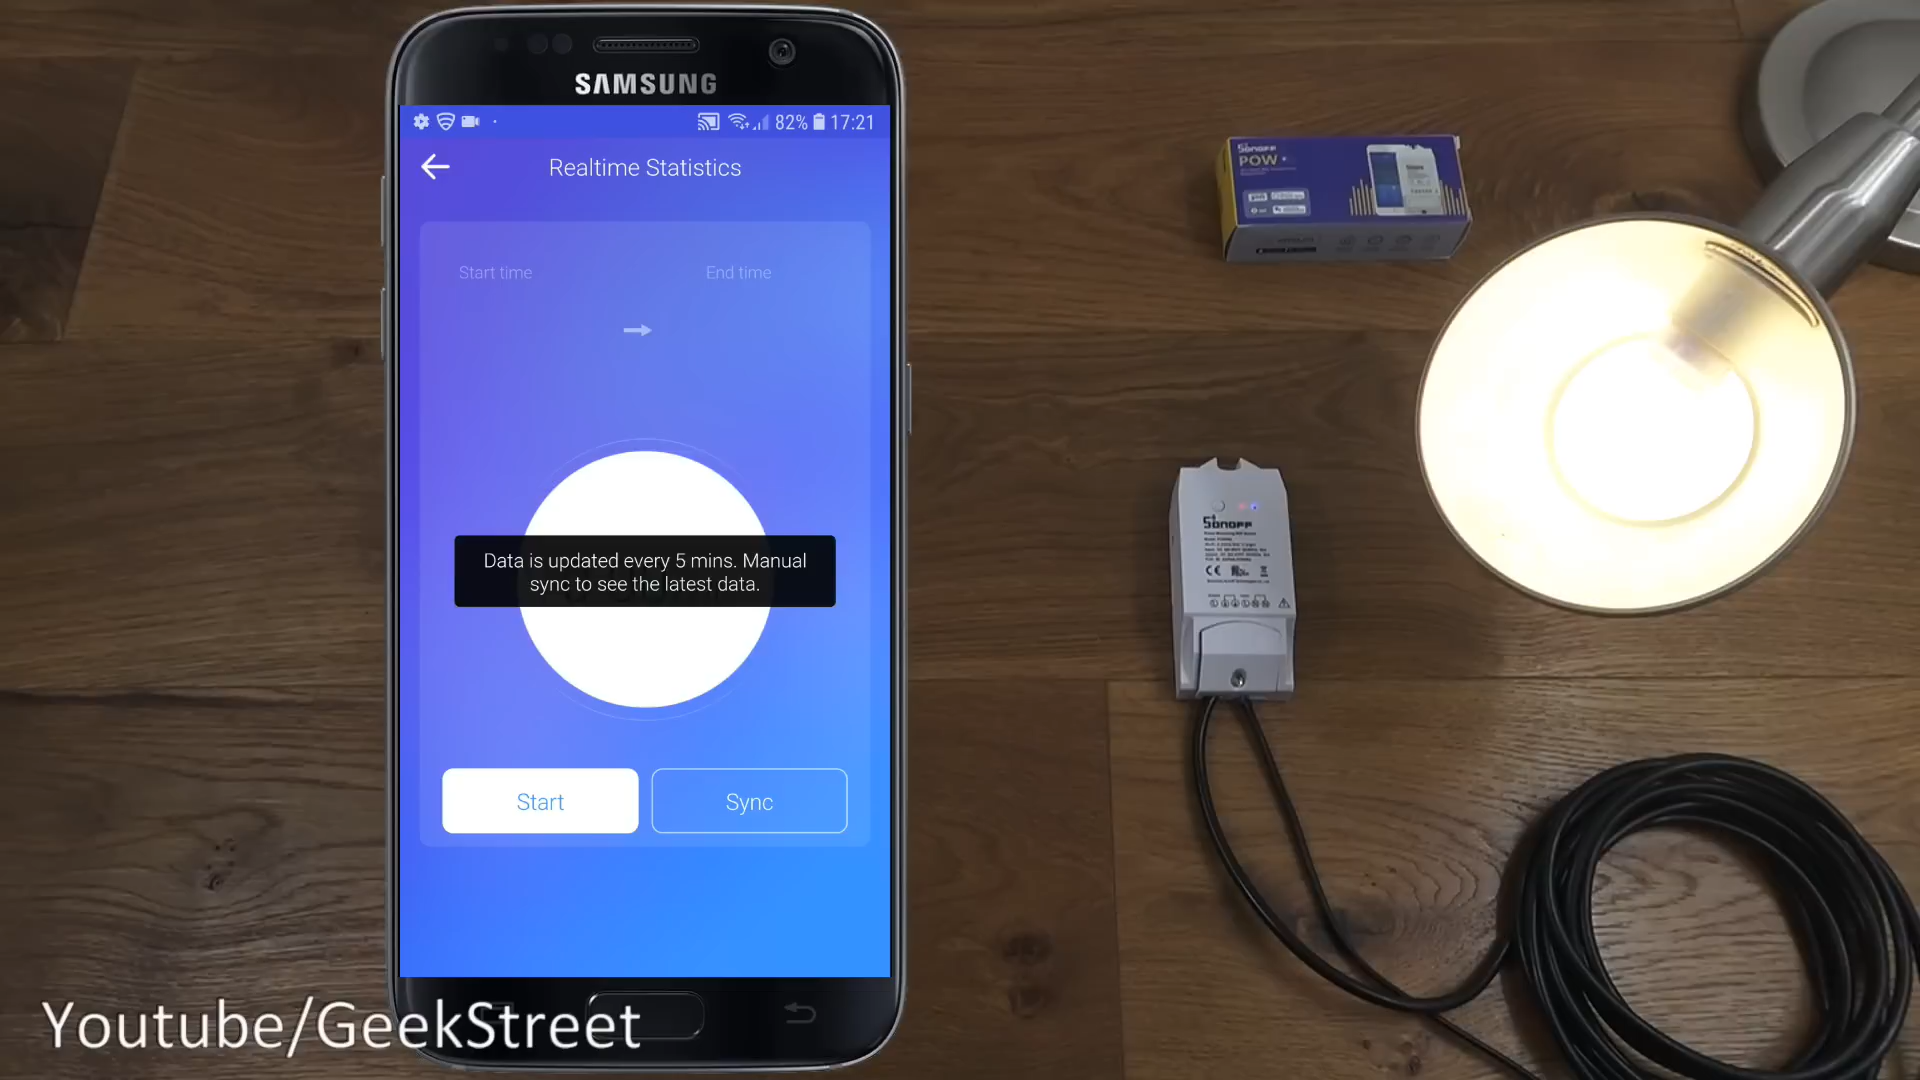 SAMSUNG
82% 17:21
Realtime Statistics
Start time
End time
Data is updated every 5 mins. Manual
sync to see the latest data.
Start
Sync
SONOFF
POW
SONOFF
CE
Youtube/GeekStreet